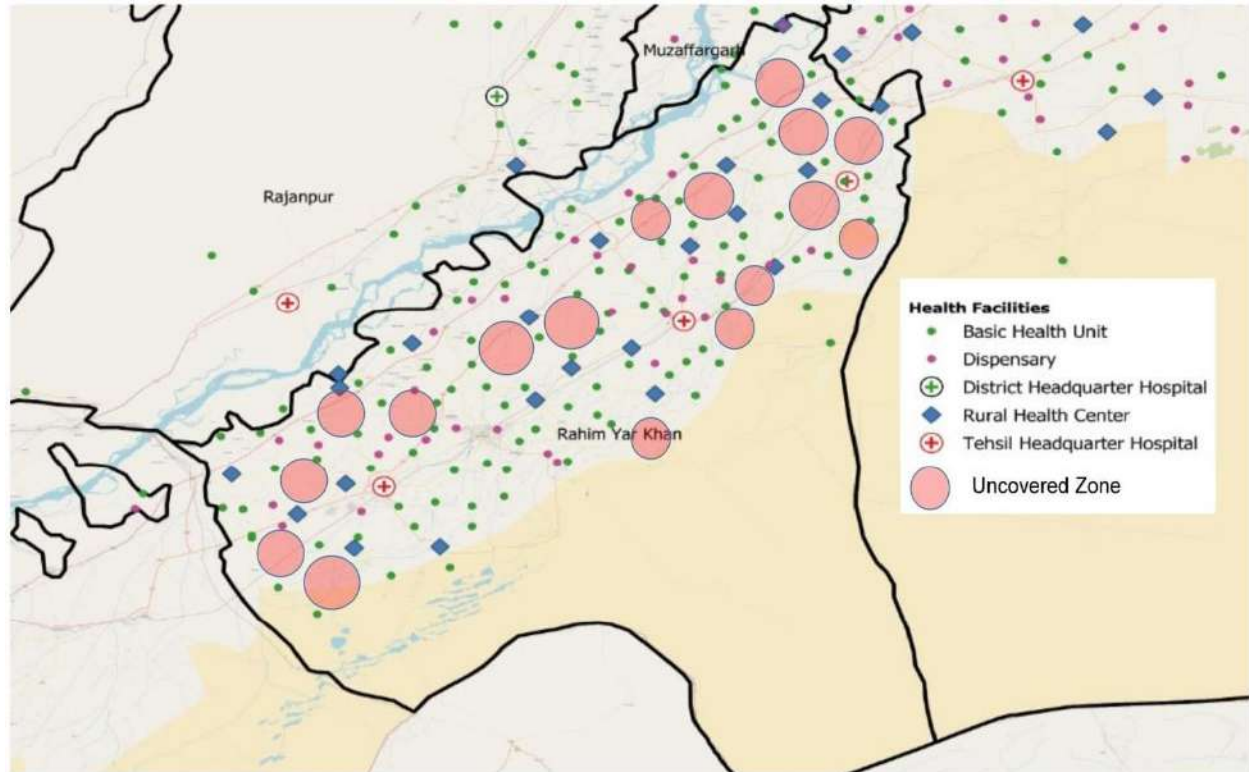 Muzaffargarh
Rajanpur
Rahim Yar Khan
Health Facilities
Basic Health Unit
Dispensary
District Headquarter Hospital
Rural Health Center
Tehsil Headquarter Hospital
Uncovered Zone